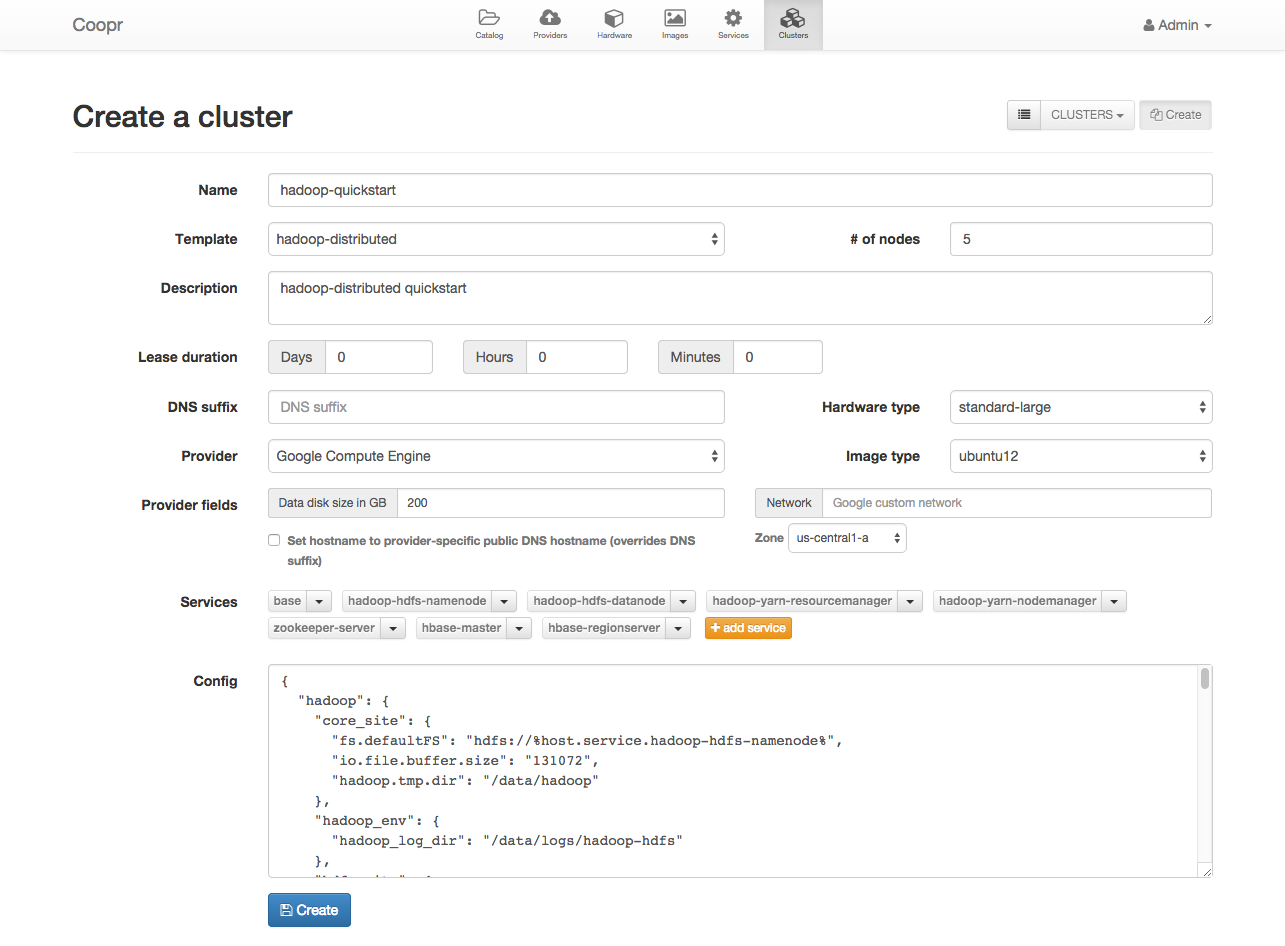 Coopr
Catalog
Providers
Hardware
Images
Services
Clusters
Admin
Create a cluster
CLUSTERS
Create
Name
hadoop-quickstart
Template
hadoop-distributed
# of nodes
5
Description
hadoop-distributed quickstart
Lease duration
Days 0
Hours 0
Minutes 0
DNS suffix
DNS suffix
Hardware type
standard-large
Provider
Google Compute Engine
Image type
ubuntu12
Provider fields
Data disk size in GB 200
Network Google custom network
Set hostname to provider-specific public DNS hostname (overrides DNS
suffix)
Zone us-central1-a
Services
base hadoop-hdfs-namenode hadoop-hdfs-datanode hadoop-yarn-resourcemanager hadoop-yarn-nodemanager
zookeeper-server hbase-master hbase-regionserver + add service
Config
{
"hadoop": {
"core_site": {
"fs.defaultFS": "hdfs://%host.service.hadoop-hdfs-namenode%",
"io.file.buffer.size": "131072",
"hadoop.tmp.dir": "/data/hadoop"
},
"hadoop_env": {
"hadoop_log_dir": "/data/logs/hadoop-hdfs"
},
Create